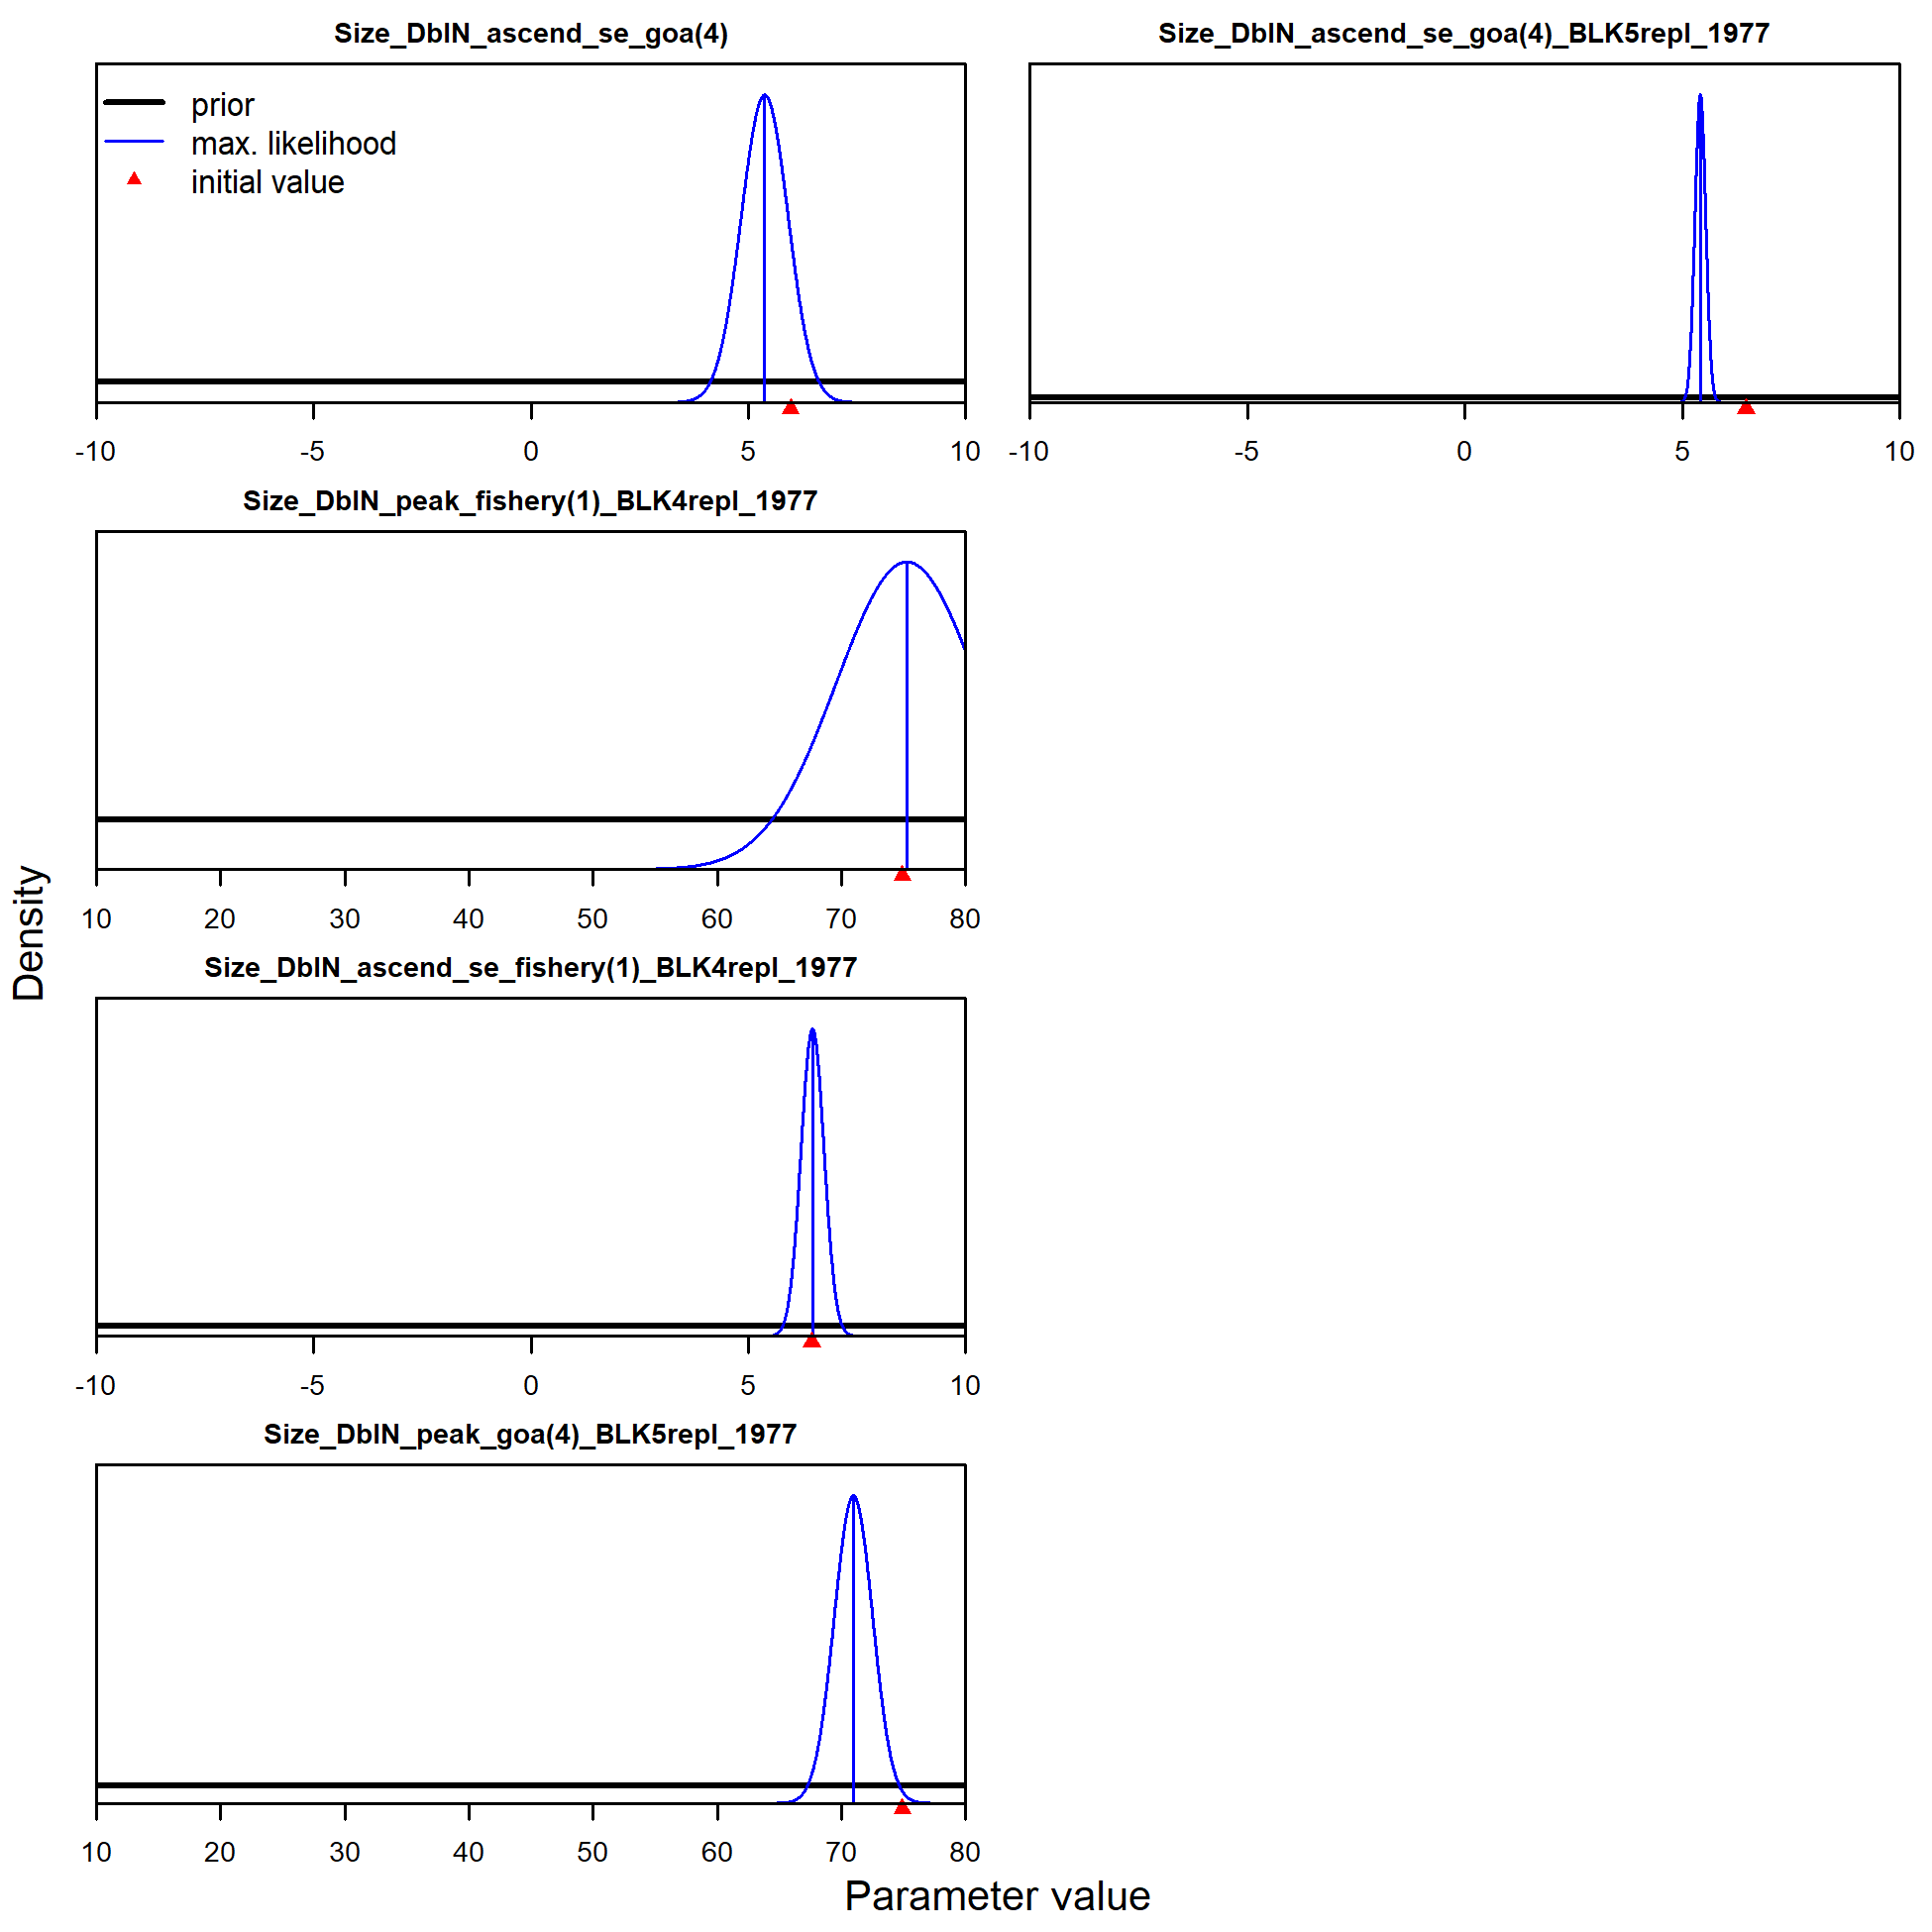 Size_DblN_ascend_se_goa(4)
prior
max. likelihood
initial value
-10 -5 0 5 10
Size_DblN_ascend_se_goa(4)_BLK5repl_1977
-10 -5 0 5 10
Size_DblN_peak_fishery(1)_BLK4repl_1977
10 20 30 40 50 60 70 80
Size_DblN_ascend_se_fishery(1)_BLK4repl_1977
-10 -5 0 5 10
Size_DblN_peak_goa(4)_BLK5repl_1977
10 20 30 40 50 60 70 80
Density
Parameter value